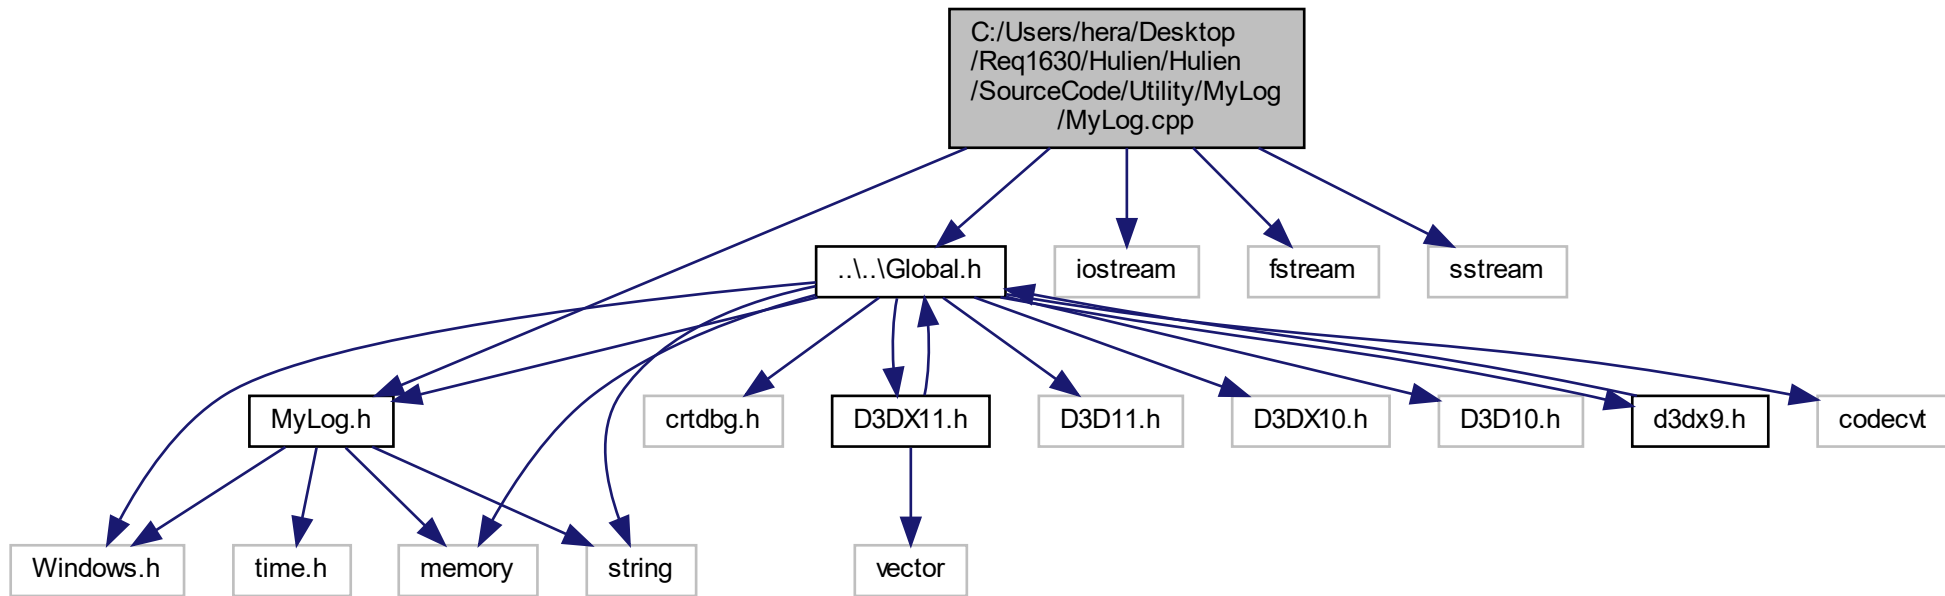 C:/Users/hera/Desktop
/Req1630/Hulien/Hulien
/SourceCode/Utility/MyLog
/MyLog.cpp
..\..\Global.h
iostream
fstream
sstream
MyLog.h
crtdbg.h
D3DX11.h
D3D11.h
D3DX10.h
D3D10.h
d3dx9.h
codecvt
Windows.h
time.h
memory
string
vector